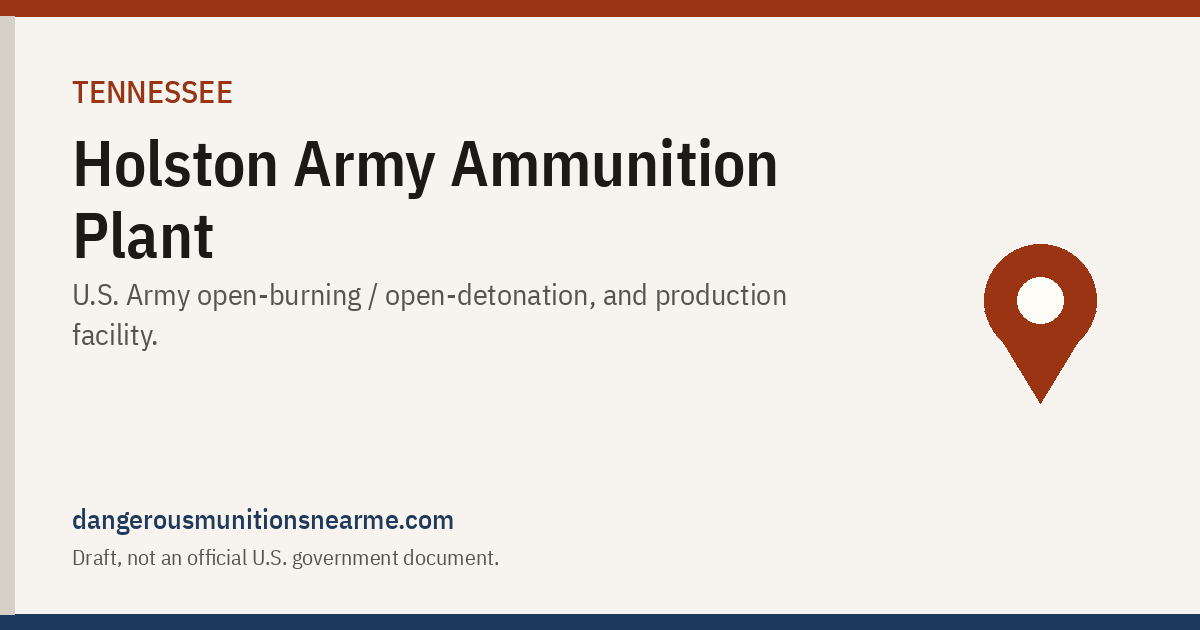 TENNESSEE
Holston Army Ammunition
Plant
U.S. Army open-burning / open-detonation, and production
facility.
dangerousmunitionsnearme.com
Draft, not an official U.S. government document.